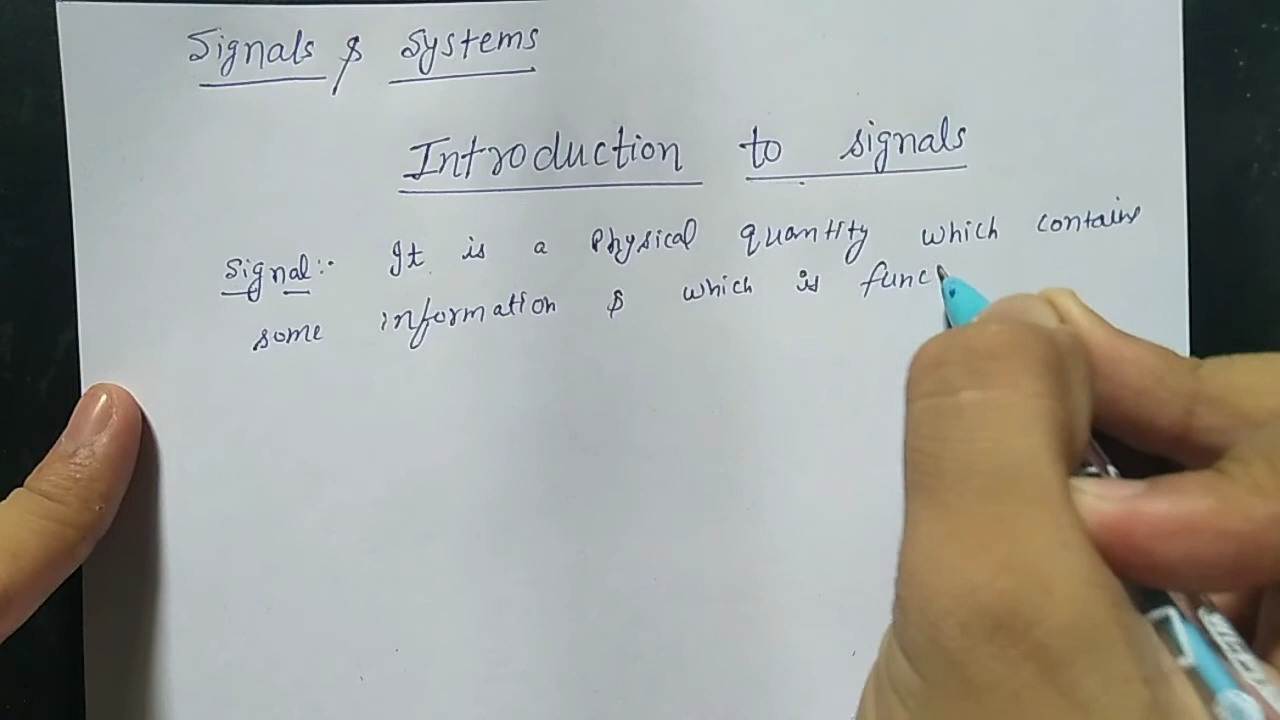 Signals & Systems
Introduction to signals
Signal:- It is a Physical quantity which contains
some information & which is func